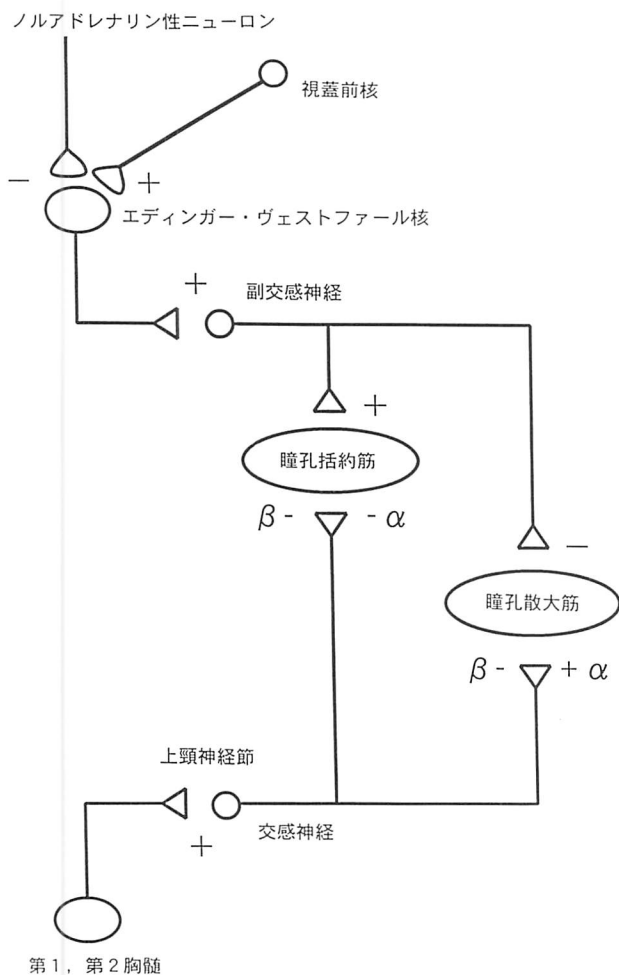 ノルアドレナリン性ニューロン
視蓋前核
− +
エディンガー・ヴェストファール核
+
副交感神経
+
瞳孔括約筋
β - - α
−
瞳孔散大筋
β - + α
上頸神経節
+
交感神経
第1，第2胸髄